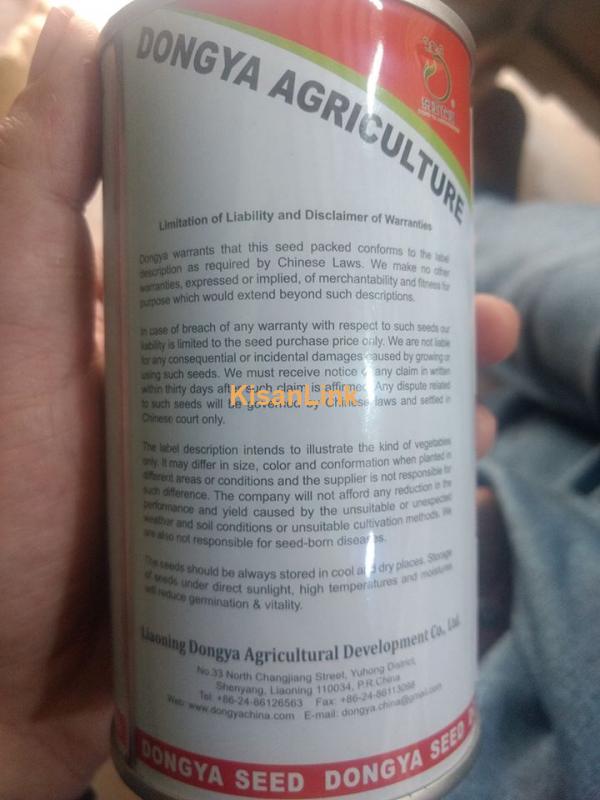 DONGYA AGRICULTURE
Limitation of Liability and Disclaimer of Warranties
Dongya warrants that this seed packed conforms to the label
description as required by Chinese Laws. We make no other
warranties, expressed or implied, of merchantability and fitness for
purpose which would extend beyond such descriptions.
In case of breach of any warranty with respect to such seeds our
liability is limited to the seed purchase price only. We are not liable
for any consequential or incidental damages caused by growing or
using such seeds. We must receive notice of any claim in written
within thirty days after such claim is affirmed. Any dispute related
KisanLink
to such seeds will be governed by Chinese laws and settled in
Chinese court only.
The label description intends to illustrate the kind of vegetables
only. It may differ in size, color and conformation when planted in
different areas or conditions and the supplier is not responsible for
such difference. The company will not afford any reduction in the
performance and yield caused by the unsuitable or unexpected
weather and soil conditions or unsuitable cultivation methods. We
are also not responsible for seed-born diseases.
The seeds should be always stored in cool and dry places. Storage
of seeds under direct sunlight, high temperatures and moistures
will reduce germination & vitality.
Liaoning Dongya Agricultural Development Co., Ltd.
No.33 North Changjiang Street, Yuhong District,
Shenyang, Liaoning 110034, P.R.China
Tel: +86-24-86126563 Fax: +86-24-86113088
Web: www.dongyachina.com E-mail: dongya.china@gmail.com
DONGYA SEED DONGYA SEED